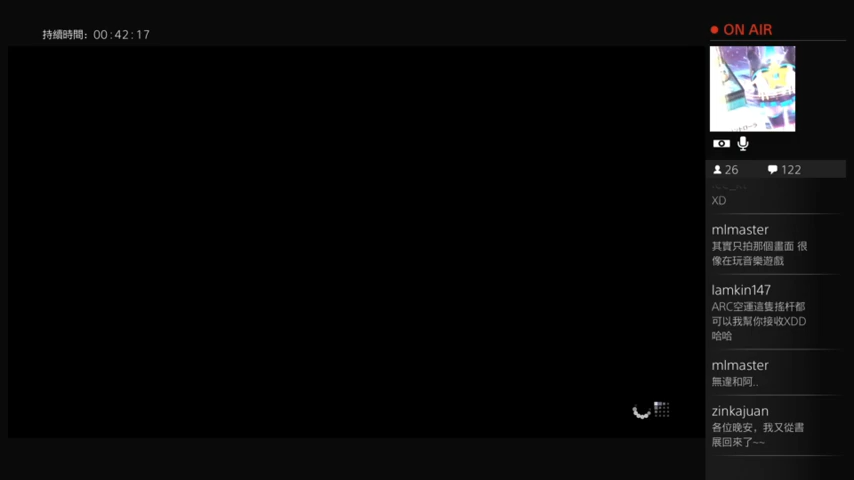 持續時間：00:42:17
ON AIR
26 122
XD
mlmaster
其實只拍那個畫面 很
像在玩音樂遊戲
lamkin147
ARC空運這隻搖杆都
可以我幫你接收XDD
哈哈
mlmaster
無違和阿..
zinkajuan
各位晚安，我又從書
展回來了~~